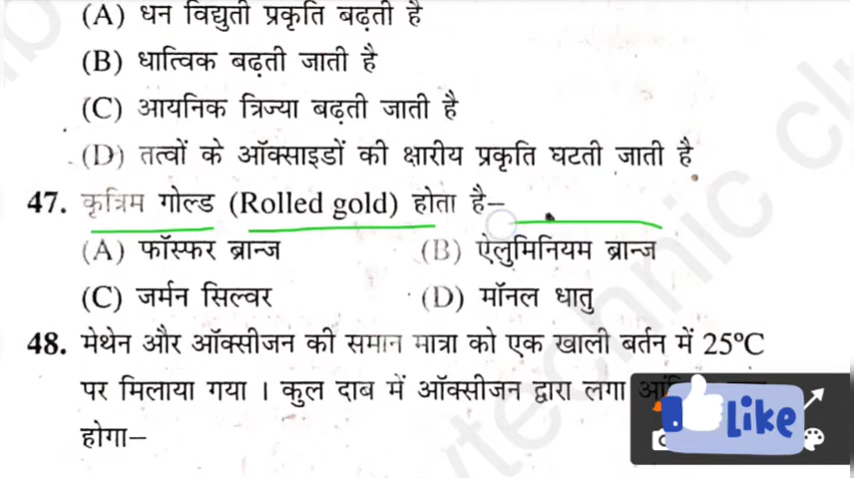 (A) धन विद्युती प्रकृति बढ़ती है
(B) धात्विक बढ़ती जाती है
(C) आयनिक त्रिज्या बढ़ती जाती है
(D) तत्वों के ऑक्साइडों की क्षारीय प्रकृति घटती जाती है
47. कृत्रिम गोल्ड (Rolled gold) होता है–
(A) फॉस्फर ब्रान्ज (B) ऐलुमिनियम ब्रान्ज
(C) जर्मन सिल्वर (D) मॉनल धातु
48. मेथेन और ऑक्सीजन की समान मात्रा को एक खाली बर्तन में 25ºC
पर मिलाया गया । कुल दाब में ऑक्सीजन द्वारा लगा
होगा–
Like